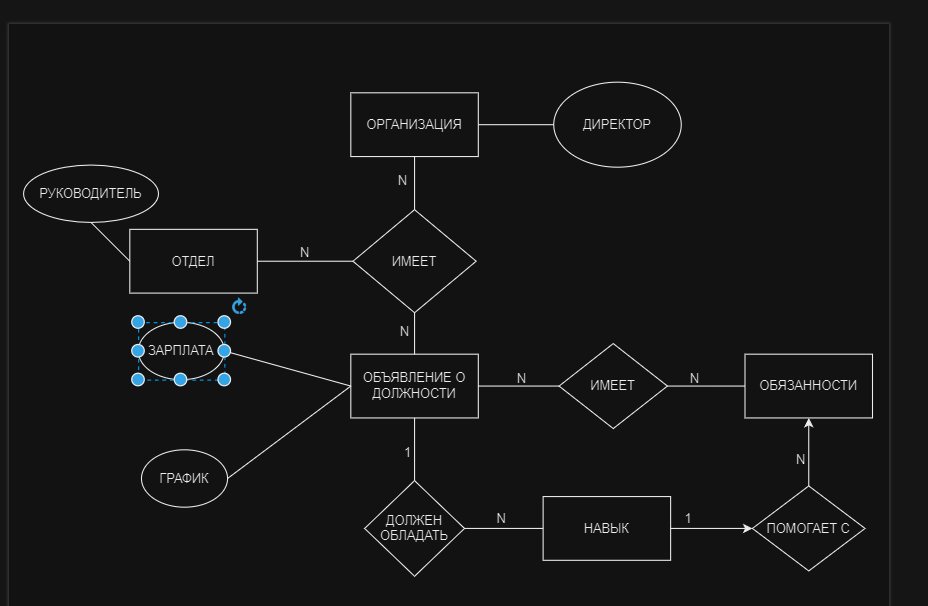 ОРГАНИЗАЦИЯ
ДИРЕКТОР
N
РУКОВОДИТЕЛЬ
ОТДЕЛ
N
ИМЕЕТ
N
ЗАРПЛАТА
ОБЪЯВЛЕНИЕ О
ДОЛЖНОСТИ
N
ИМЕЕТ
N
ОБЯЗАННОСТИ
1
N
ГРАФИК
ДОЛЖЕН
ОБЛАДАТЬ
N
НАВЫК
1
ПОМОГАЕТ С